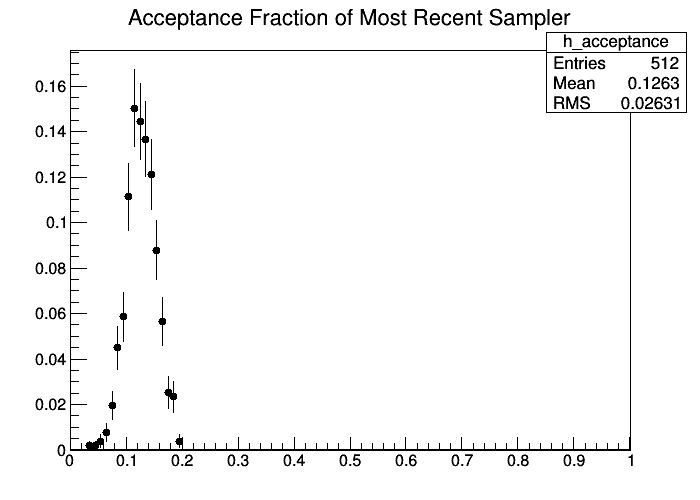 Acceptance Fraction of Most Recent Sampler
h_acceptance
Entries 512
Mean 0.1263
RMS 0.02631
0.16
0.14
0.12
0.1
0.08
0.06
0.04
0.02
0
0 0.1 0.2 0.3 0.4 0.5 0.6 0.7 0.8 0.9 1